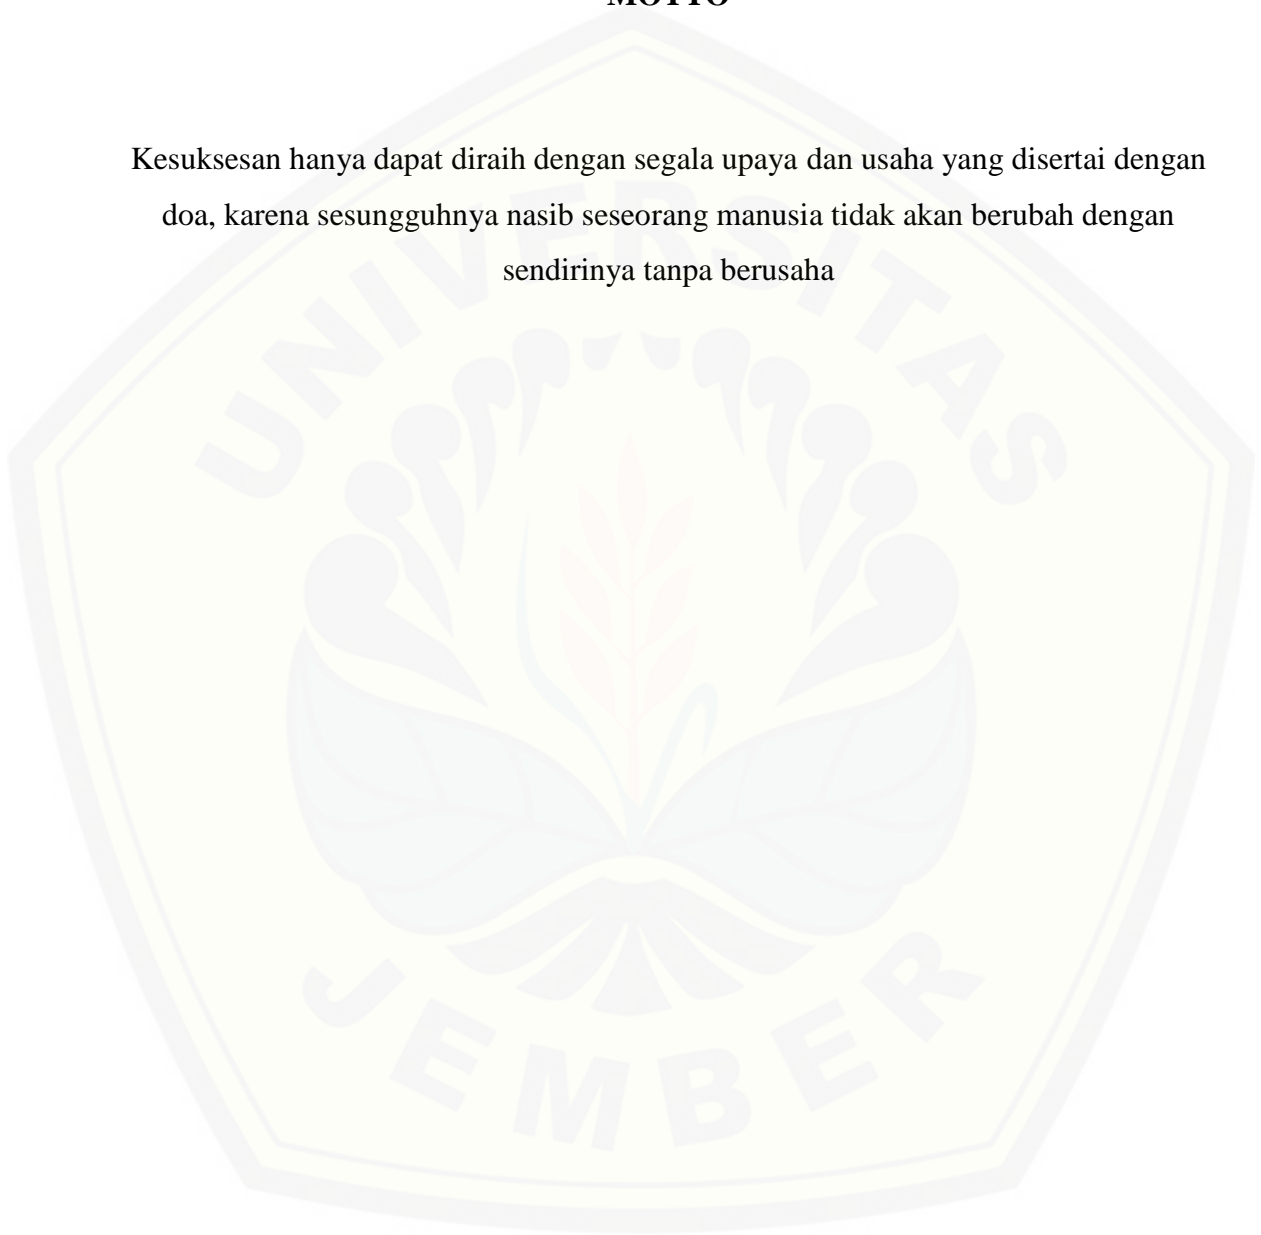 MOTTO
Kesuksesan hanya dapat diraih dengan segala upaya dan usaha yang disertai dengan
doa, karena sesungguhnya nasib seseorang manusia tidak akan berubah dengan
sendirinya tanpa berusaha
UNIVERSITAS
JEMBER